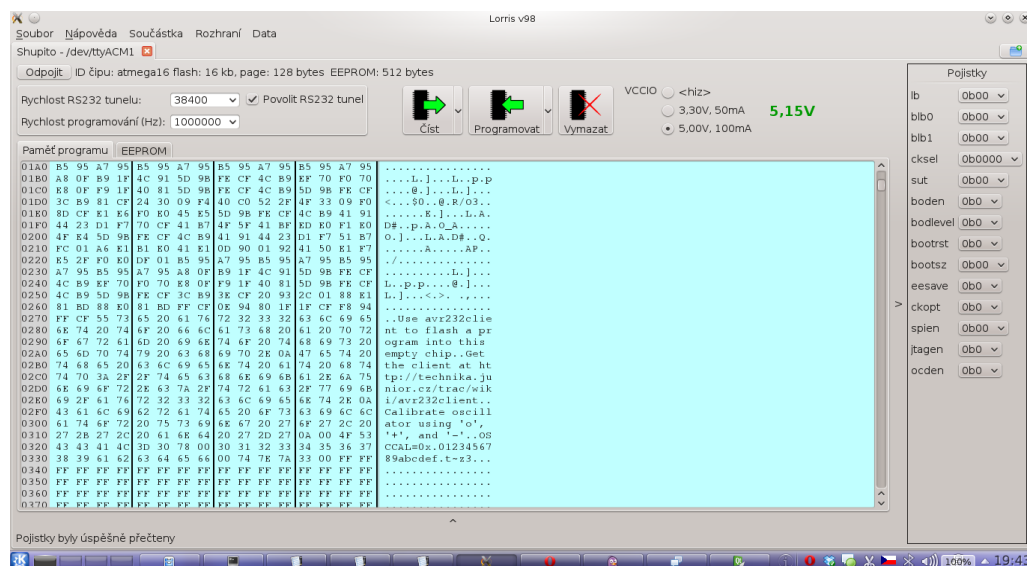 Lorris v98
Soubor Nápověda Součástka Rozhraní Data
Shupito - /dev/ttyACM1
Odpojit ID čipu: atmega16 flash: 16 kb, page: 128 bytes EEPROM: 512 bytes
Rychlost RS232 tunelu: 38400 Povolit RS232 tunel
Rychlost programování (Hz): 1000000
Číst Programovat Vymazat
VCCIO <hiz>
3,30V, 50mA
5,00V, 100mA
5,15V
Paměť programu EEPROM
01A0 B5 95 A7 95 B5 95 A7 95 B5 95 A7 95 B5 95 A7 95 ................
01B0 A8 0F B9 1F 4C 91 5D 9B FE CF 4C B9 EF 70 F0 70 ....L.]...L..p.p
01C0 E8 0F F9 1F 40 81 5D 9B FE CF 4C B9 5D 9B FE CF ....@.]...L.]...
01D0 3C B9 81 CF 24 30 09 F4 40 C0 52 2F 4F 33 09 F0 <...$0..@.R/O3..
01E0 8D CF E1 E6 F0 E0 45 E5 5D 9B FE CF 4C B9 41 91 ......E.]...L.A.
01F0 44 23 D1 F7 70 CF 41 B7 4F 5F 41 BF ED E0 F1 E0 D#..p.A.O_A.....
0200 4F E4 5D 9B FE CF 4C B9 41 91 44 23 D1 F7 51 B7 O.]...L.A.D#..Q.
0210 FC 01 A6 E1 B1 E0 41 E1 0D 90 01 92 41 50 E1 F7 ......A.....AP..
0220 E5 2F F0 E0 DF 01 B5 95 A7 95 B5 95 A7 95 B5 95 ./..............
0230 A7 95 B5 95 A7 95 A8 0F B9 1F 4C 91 5D 9B FE CF ..........L.]...
0240 4C B9 EF 70 F0 70 E8 0F F9 1F 40 81 5D 9B FE CF L..p.p....@.]...
0250 4C B9 5D 9B FE CF 3C B9 3E CF 20 93 2C 01 88 E1 L.]...<.>. .,...
0260 81 BD 88 E0 81 BD FF CF 0E 94 80 1F 1F CF F8 94 ................
0270 FF CF 55 73 65 20 61 76 72 32 33 32 63 6C 69 65 ..Use avr232clie
0280 6E 74 20 74 6F 20 66 6C 61 73 68 20 61 20 70 72 nt to flash a pr
0290 6F 67 72 61 6D 20 69 6E 74 6F 20 74 68 69 73 20 ogram into this
02A0 65 6D 70 74 79 20 63 68 69 70 2E 0A 47 65 74 20 empty chip..Get
02B0 74 68 65 20 63 6C 69 65 6E 74 20 61 74 20 68 74 the client at ht
02C0 74 70 3A 2F 2F 74 65 63 68 6E 69 6B 61 2E 6A 75 tp://technika.ju
02D0 6E 69 6F 72 2E 63 7A 2F 74 72 61 63 2F 77 69 6B nior.cz/trac/wik
02E0 69 2F 61 76 72 32 33 32 63 6C 69 65 6E 74 2E 0A i/avr232client..
02F0 43 61 6C 69 62 72 61 74 65 20 6F 73 63 69 6C 6C Calibrate oscill
0300 61 74 6F 72 20 75 73 69 6E 67 20 27 6F 27 2C 20 ator using 'o',
0310 27 2B 27 2C 20 61 6E 64 20 27 2D 27 0A 00 4F 53 '+', and '-'..OS
0320 43 43 41 4C 3D 30 78 00 30 31 32 33 34 35 36 37 CCAL=0x.01234567
0330 38 39 61 62 63 64 65 66 00 74 7E 7A 33 00 FF FF 89abcdef.t~z3...
0340 FF FF FF FF FF FF FF FF FF FF FF FF FF FF FF FF ................
0350 FF FF FF FF FF FF FF FF FF FF FF FF FF FF FF FF ................
0360 FF FF FF FF FF FF FF FF FF FF FF FF FF FF FF FF ................
0370 FF FF FF FF FF FF FF FF FF FF FF FF FF FF FF FF ................
Pojistky
lb 0b00
blb0 0b00
blb1 0b00
cksel 0b0000
sut 0b00
boden 0b0
bodlevel 0b0
bootrst 0b0
bootsz 0b00
eesave 0b0
ckopt 0b0
spien 0b00
jtagen 0b0
ocden 0b0
Pojistky byly úspěšně přečteny
100% 19:43